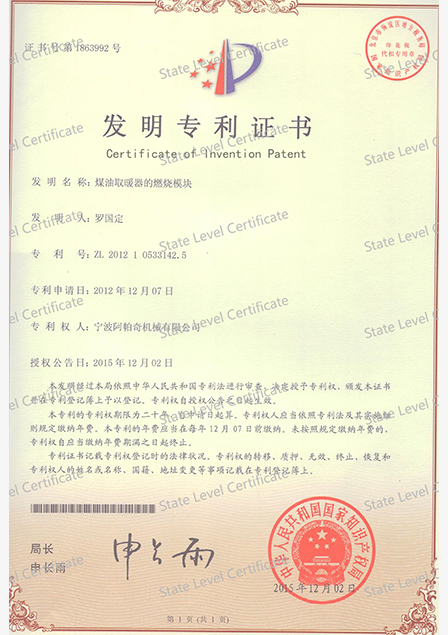 证书号第1863992号
发明专利证书
Certificate of Invention Patent
发 明 名 称：煤油取暖器的燃烧模块
发 明 人：罗国定
专 利 号：ZL 2012 1 0533142.5
专利申请日：2012年12月07日
专 利 权 人：宁波阿帕奇机械有限公司
授权公告日：2015年12月02日
本发明经过本局依照中华人民共和国专利法进行审查，决定授予专利权，颁发本证书
并在专利登记簿上予以登记。专利权自授权公告之日起生效。
本专利的专利权期限为二十年，自申请日起算。专利权人应当依照专利法及其实施细
则规定缴纳年费。本专利的年费应当在每年12月07日前缴纳。未按照规定缴纳年费的，
专利权自应当缴纳年费期满之日起终止。
专利证书记载专利权登记时的法律状况。专利权的转移、质押、无效、终止、恢复和
专利权人的姓名或名称、国籍、地址变更等事项记载在专利登记簿上。
局长
申长雨
中华人民共和国国家知识产权局
2015年12月02日
第 1 页 (共 1 页)
State Level Certificate
State Level Certificate
State Level Certificate
State Level Certificate
State Level Certificate
State Level Certificate
State Level Certificate